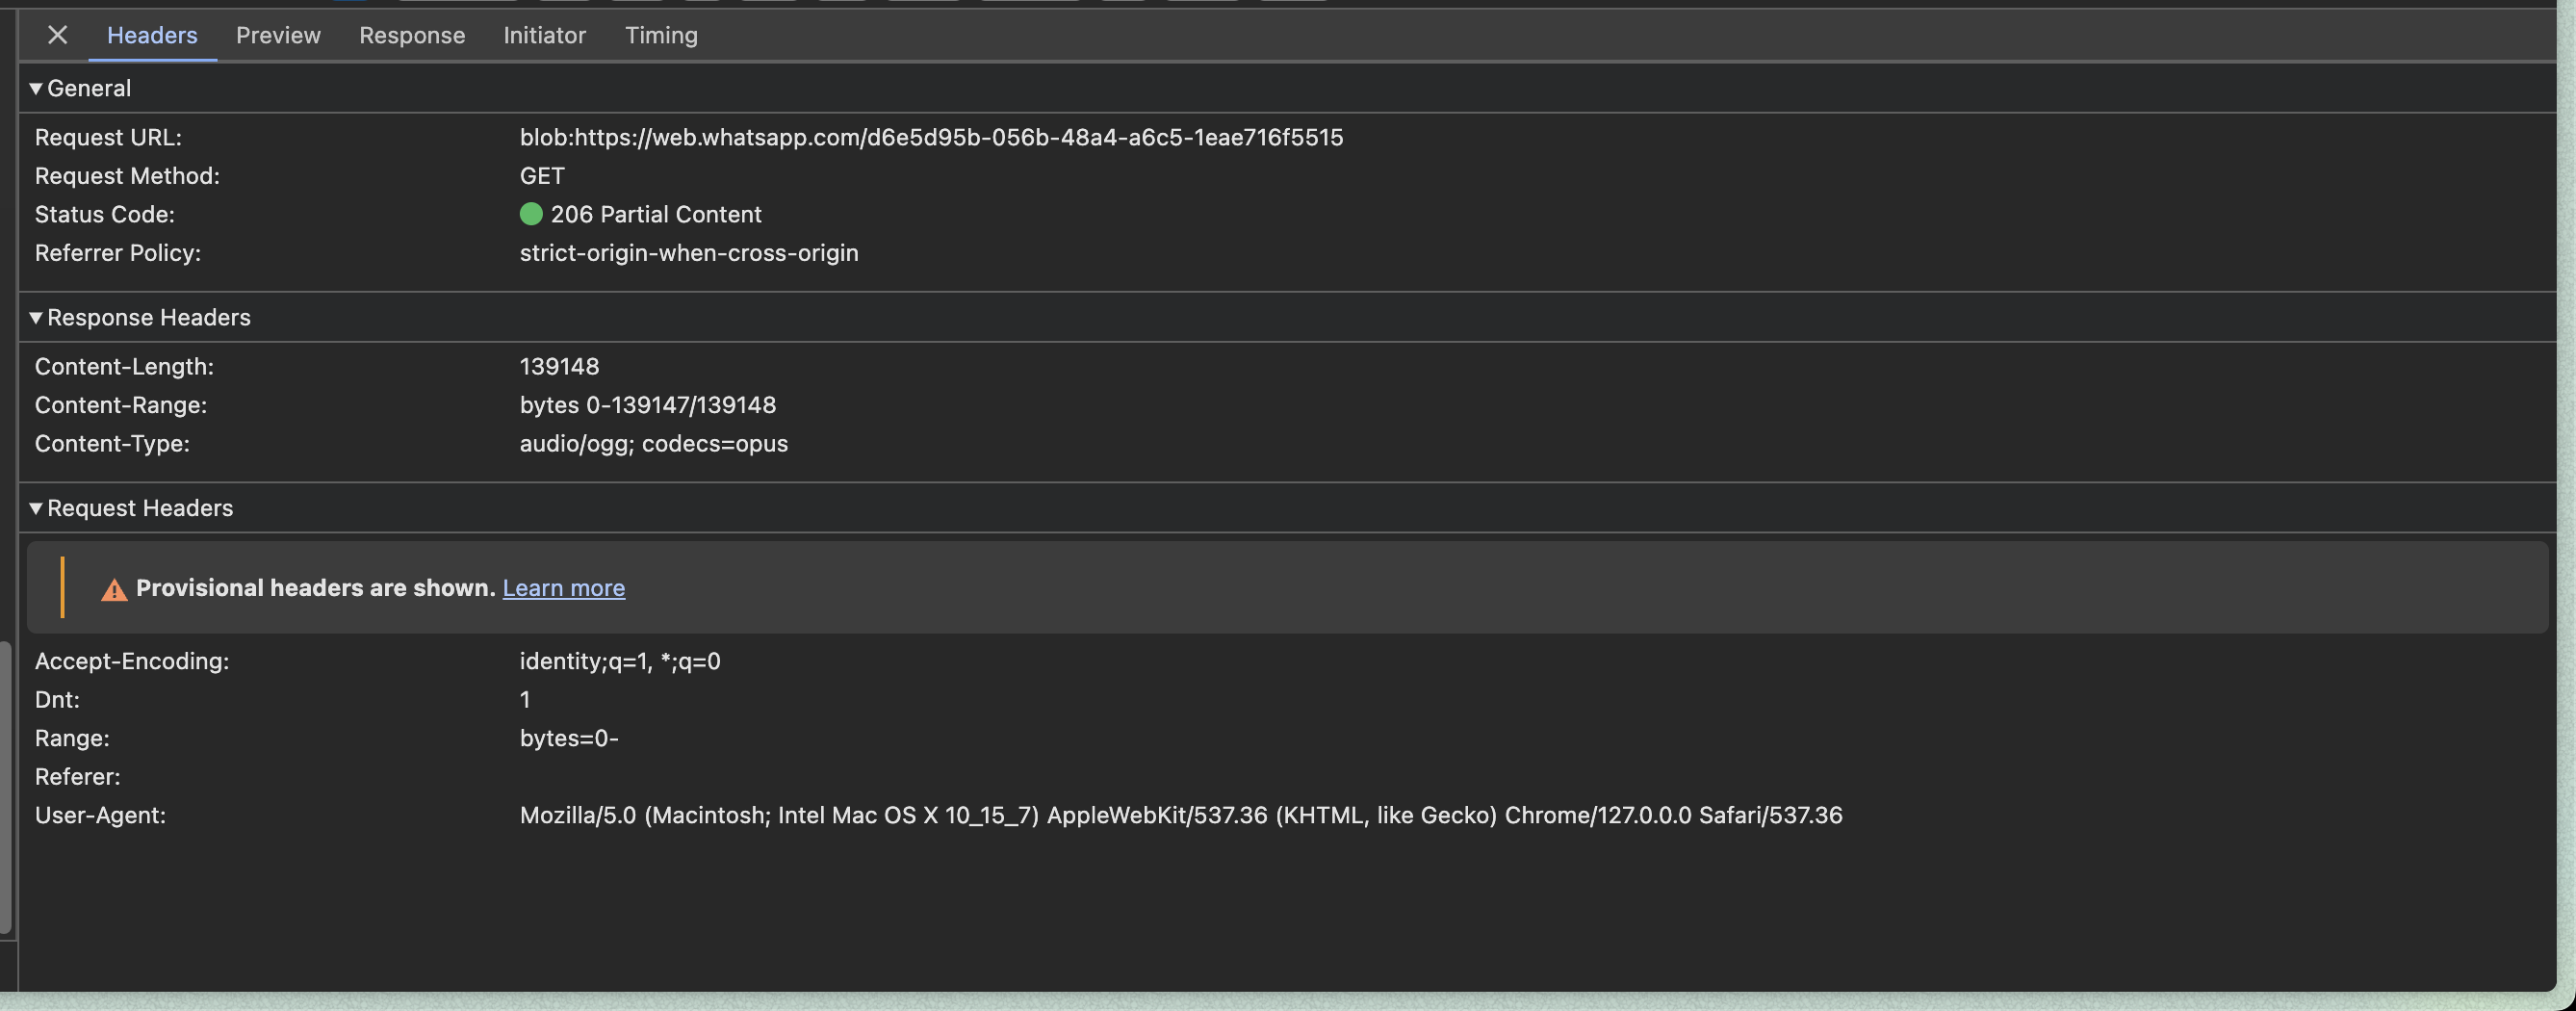 Headers Preview Response Initiator Timing
General
Request URL: blob:https://web.whatsapp.com/d6e5d95b-056b-48a4-a6c5-1eae716f5515
Request Method: GET
Status Code: 206 Partial Content
Referrer Policy: strict-origin-when-cross-origin
Response Headers
Content-Length: 139148
Content-Range: bytes 0-139147/139148
Content-Type: audio/ogg; codecs=opus
Request Headers
Provisional headers are shown. Learn more
Accept-Encoding: identity;q=1, *;q=0
Dnt: 1
Range: bytes=0-
Referer:
User-Agent: Mozilla/5.0 (Macintosh; Intel Mac OS X 10_15_7) AppleWebKit/537.36 (KHTML, like Gecko) Chrome/127.0.0.0 Safari/537.36